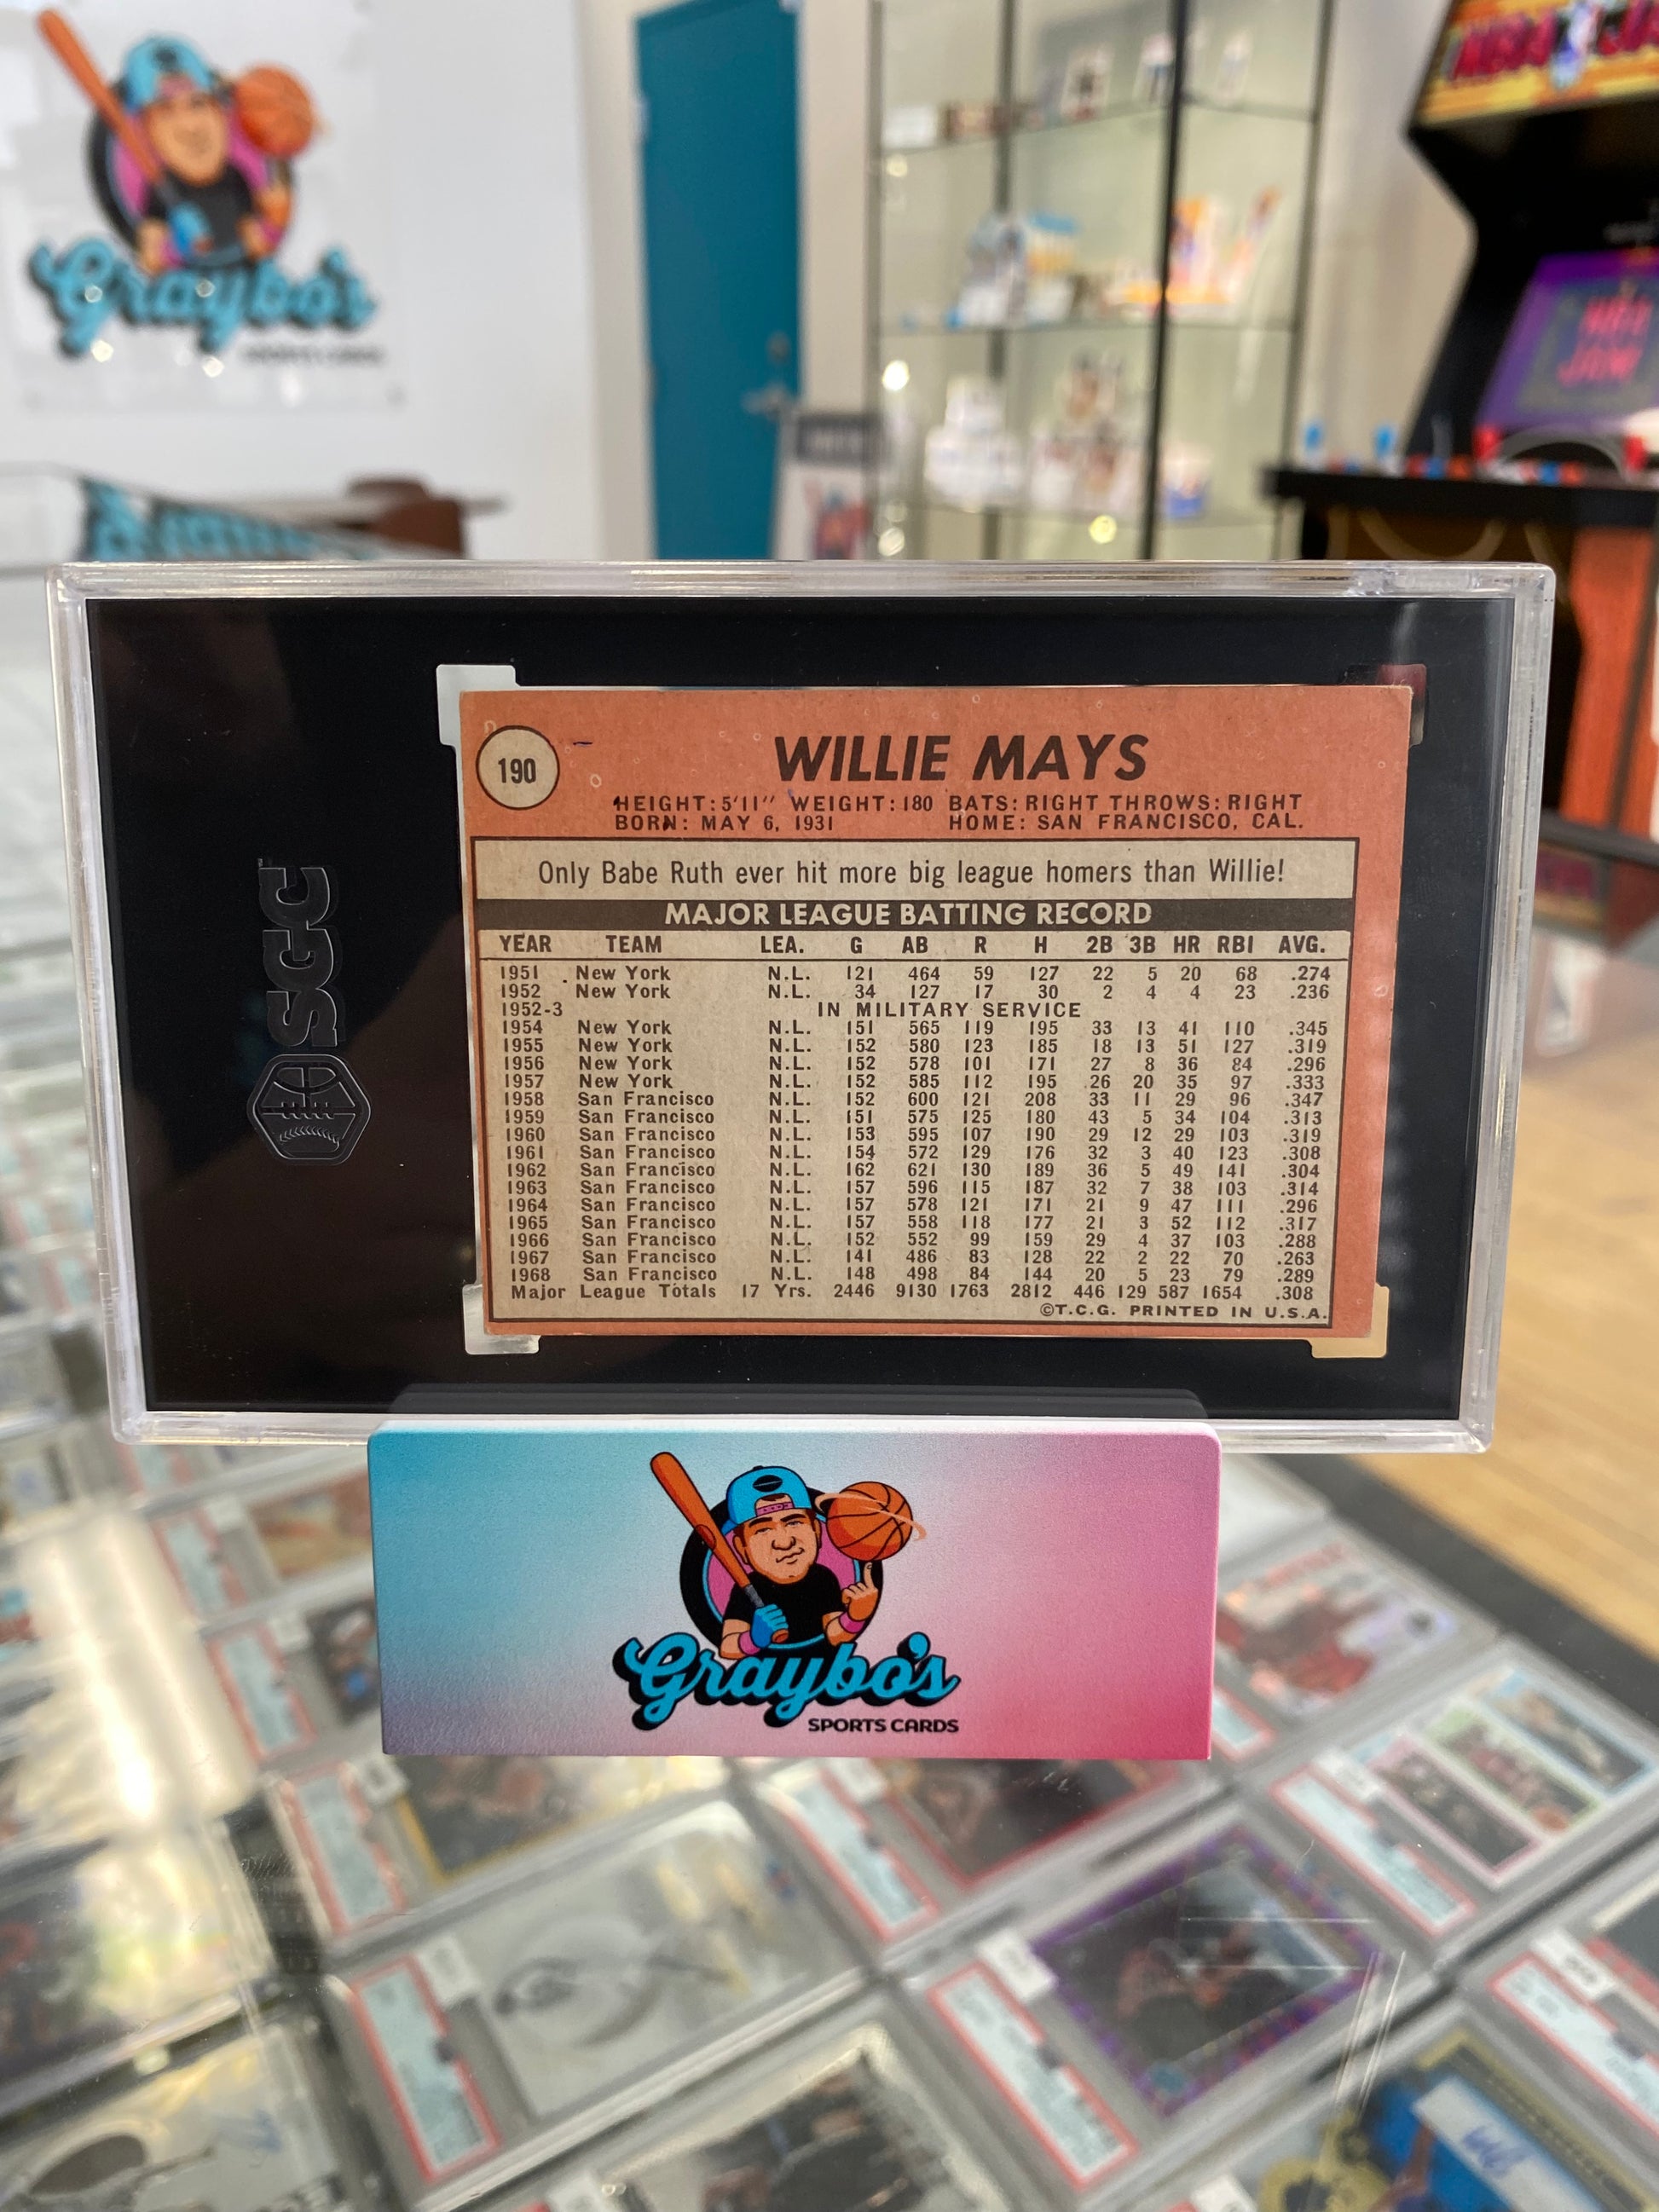 Graybo's
SPORTS CARDS
NBA JAM
SGC
190
WILLIE MAYS
HEIGHT: 5'11" WEIGHT: 180 BATS: RIGHT THROWS: RIGHT
BORN: MAY 6, 1931 HOME: SAN FRANCISCO, CAL.
Only Babe Ruth ever hit more big league homers than Willie!
MAJOR LEAGUE BATTING RECORD
YEAR TEAM LEA. G AB R H 2B 3B HR RBI AVG.
1951 New York N.L. 121 464 59 127 22 5 20 68 .274
1952 New York N.L. 34 127 17 30 2 4 4 23 .236
1952-3 IN MILITARY SERVICE
1954 New York N.L. 151 565 119 195 33 13 41 110 .345
1955 New York N.L. 152 580 123 185 18 13 51 127 .319
1956 New York N.L. 152 578 101 171 27 8 36 84 .296
1957 New York N.L. 152 585 112 195 26 20 35 97 .333
1958 San Francisco N.L. 152 600 121 208 33 11 29 96 .347
1959 San Francisco N.L. 151 575 125 180 43 5 34 104 .313
1960 San Francisco N.L. 153 595 107 190 29 12 29 103 .319
1961 San Francisco N.L. 154 572 129 176 32 3 40 123 .308
1962 San Francisco N.L. 162 621 130 189 36 5 49 141 .304
1963 San Francisco N.L. 157 596 115 187 32 7 38 103 .314
1964 San Francisco N.L. 157 578 121 171 21 9 47 111 .296
1965 San Francisco N.L. 157 558 118 177 21 3 52 112 .317
1966 San Francisco N.L. 152 552 99 159 29 4 37 103 .288
1967 San Francisco N.L. 141 486 83 128 22 2 22 70 .263
1968 San Francisco N.L. 148 498 84 144 20 5 23 79 .289
Major League Totals 17 Yrs. 2446 9130 1763 2812 446 129 587 1654 .308
©T.C.G. PRINTED IN U.S.A.
Graybo's
SPORTS CARDS